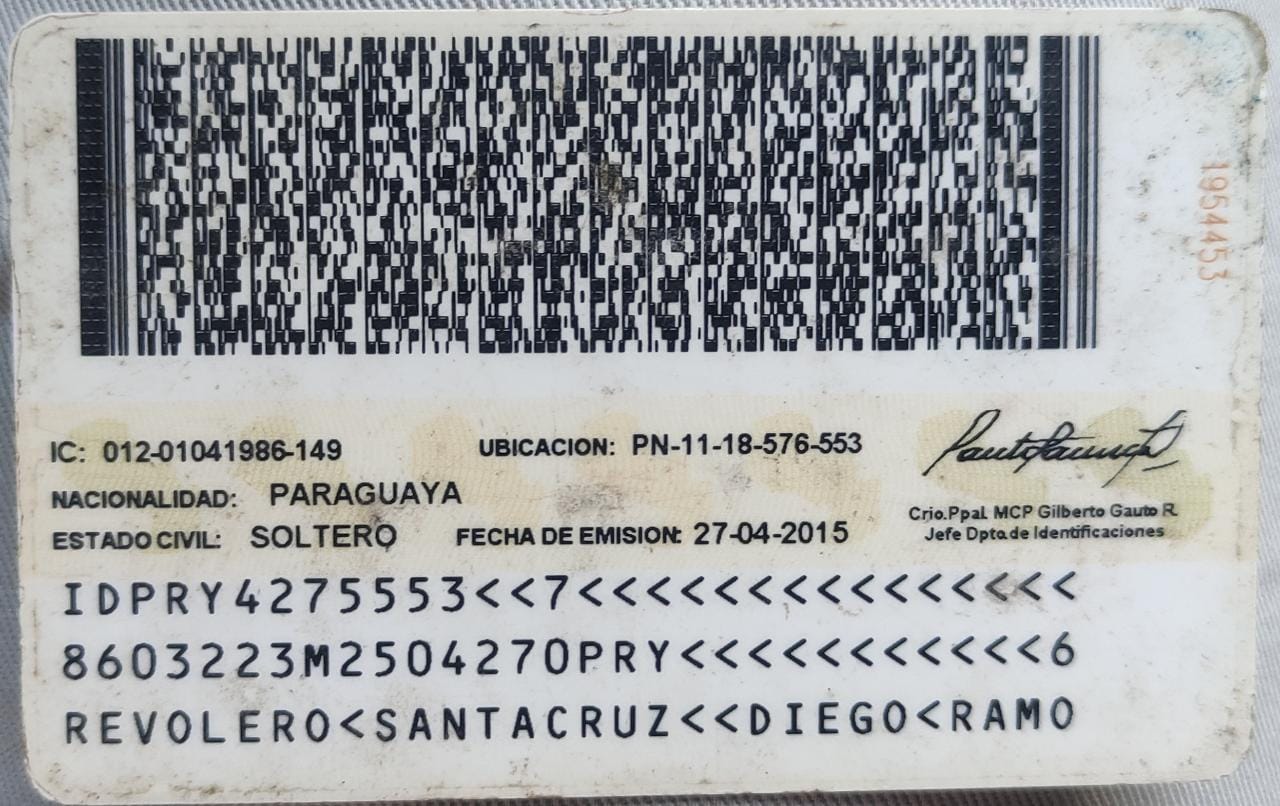 1954453
IC: 012-01041986-149 UBICACION: PN-11-18-576-553
NACIONALIDAD: PARAGUAYA
ESTADO CIVIL: SOLTERO FECHA DE EMISION: 27-04-2015
Crio.Ppal. MCP Gilberto Gauto R.
Jefe Dpto.de Identificaciones
IDPRY4275553<<7<<<<<<<<<<<<<<<
8603223M2504270PRY<<<<<<<<<<<6
REVOLERO<SANTACRUZ<<DIEGO<RAMO